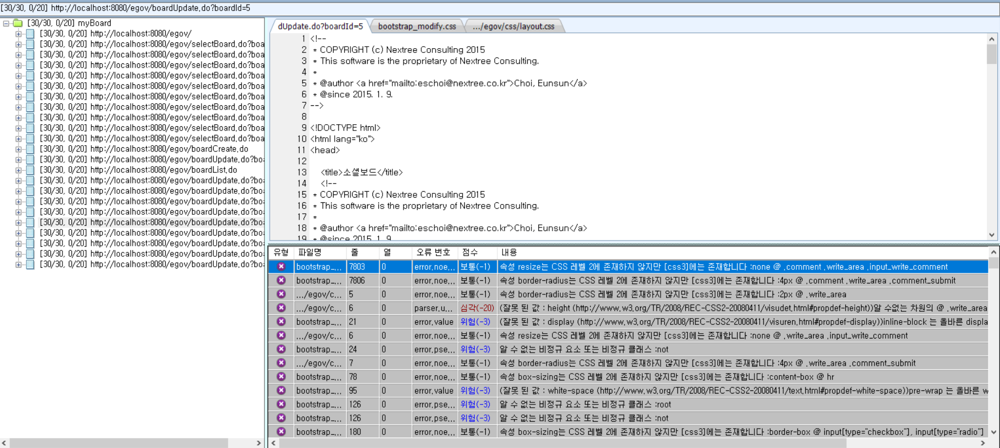 [30/30, 0/20] http://localhost:8080/egov/boardUpdate.do?boardId=5
[30/30, 0/20] myBoard
[30/30, 0/20] http://localhost:8080/egov/
[30/30, 0/20] http://localhost:8080/egov/selectBoard.do?boa
[30/30, 0/20] http://localhost:8080/egov/selectBoard.do?boa
[30/30, 0/20] http://localhost:8080/egov/selectBoard.do?boa
[30/30, 0/20] http://localhost:8080/egov/selectBoard.do?boa
[30/30, 0/20] http://localhost:8080/egov/selectBoard.do?boa
[30/30, 0/20] http://localhost:8080/egov/selectBoard.do?boa
[30/30, 0/20] http://localhost:8080/egov/selectBoard.do?boa
[30/30, 0/20] http://localhost:8080/egov/selectBoard.do?boa
[30/30, 0/20] http://localhost:8080/egov/selectBoard.do?boa
[30/30, 0/20] http://localhost:8080/egov/selectBoard.do?boa
[30/30, 0/20] http://localhost:8080/egov/boardCreate.do
[30/30, 0/20] http://localhost:8080/egov/boardUpdate.do?bo
[30/30, 0/20] http://localhost:8080/egov/boardList.do
[30/30, 0/20] http://localhost:8080/egov/boardUpdate.do?bo
[30/30, 0/20] http://localhost:8080/egov/boardUpdate.do?bo
[30/30, 0/20] http://localhost:8080/egov/boardUpdate.do?bo
[30/30, 0/20] http://localhost:8080/egov/boardUpdate.do?bo
[30/30, 0/20] http://localhost:8080/egov/boardUpdate.do?bo
[30/30, 0/20] http://localhost:8080/egov/boardUpdate.do?bo
[30/30, 0/20] http://localhost:8080/egov/boardUpdate.do?bo
[30/30, 0/20] http://localhost:8080/egov/boardUpdate.do?bo
[30/30, 0/20] http://localhost:8080/egov/boardUpdate.do?bo
dUpdate.do?boardId=5 bootstrap_modify.css .../egov/css/layout.css
1 <!--
2 * COPYRIGHT (c) Nextree Consulting 2015
3 * This software is the proprietary of Nextree Consulting.
4 *
5 * @author <a href="mailto:eschoi@nextree.co.kr">Choi, Eunsun</a>
6 * @since 2015. 1. 9.
7 -->
8
9 <!DOCTYPE html>
10 <html lang="ko">
11 <head>
12
13 <title>소셜보드</title>
14 <!--
15 * COPYRIGHT (c) Nextree Consulting 2015
16 * This software is the proprietary of Nextree Consulting.
17 *
18 * @author <a href="mailto:eschoi@nextree.co.kr">Choi, Eunsun</a>
19 * @since 2015. 1. 9
유형 파일명 줄 열 오류 번호 점수 내용
bootstrap_... 7803 0 error.noe... 보통(-1) 속성 resize는 CSS 레벨 2에 존재하지 않지만 [css3]에는 존재합니다 :none @ .comment .write_area .input_write_comment
bootstrap_... 7806 0 error.noe... 보통(-1) 속성 border-radius는 CSS 레벨 2에 존재하지 않지만 [css3]에는 존재합니다 :4px @ .comment .write_area .comment_submit
.../egov/c... 5 0 error.noe... 보통(-1) 속성 border-radius는 CSS 레벨 2에 존재하지 않지만 [css3]에는 존재합니다 :2px @ .write_area
.../egov/c... 6 0 parser.u... 심각(-20) (잘못 된 값 : height (http://www.w3.org/TR/2008/REC-CSS2-20080411/visudet.html#propdef-height))알 수없는 차원의 @ .write_area
bootstrap_... 21 0 error.value 위험(-3) (잘못 된 값 : display (http://www.w3.org/TR/2008/REC-CSS2-20080411/visuren.html#propdef-display))inline-block 는 올바른 displa
.../egov/c... 6 0 error.noe... 보통(-1) 속성 resize는 CSS 레벨 2에 존재하지 않지만 [css3]에는 존재합니다 :none @ .write_area .input_write_comment
bootstrap_... 24 0 error.pse... 위험(-3) 알 수 없는 비정규 요소 또는 비정규 클래스 :not
.../egov/c... 7 0 error.noe... 보통(-1) 속성 border-radius는 CSS 레벨 2에 존재하지 않지만 [css3]에는 존재합니다 :4px @ .write_area .comment_submit
bootstrap_... 78 0 error.noe... 보통(-1) 속성 box-sizing는 CSS 레벨 2에 존재하지 않지만 [css3]에는 존재합니다 :content-box @ hr
bootstrap_... 95 0 error.value 위험(-3) (잘못 된 값 : white-space (http://www.w3.org/TR/2008/REC-CSS2-20080411/text.html#propdef-white-space))pre-wrap 는 올바른 w
bootstrap_... 126 0 error.pse... 위험(-3) 알 수 없는 비정규 요소 또는 비정규 클래스 :root
bootstrap_... 126 0 error.pse... 위험(-3) 알 수 없는 비정규 요소 또는 비정규 클래스 :not
bootstrap_... 180 0 error.noe... 보통(-1) 속성 box-sizing는 CSS 레벨 2에 존재하지 않지만 [css3]에는 존재합니다 :border-box @ input[type="checkbox"], input[type="radio"]